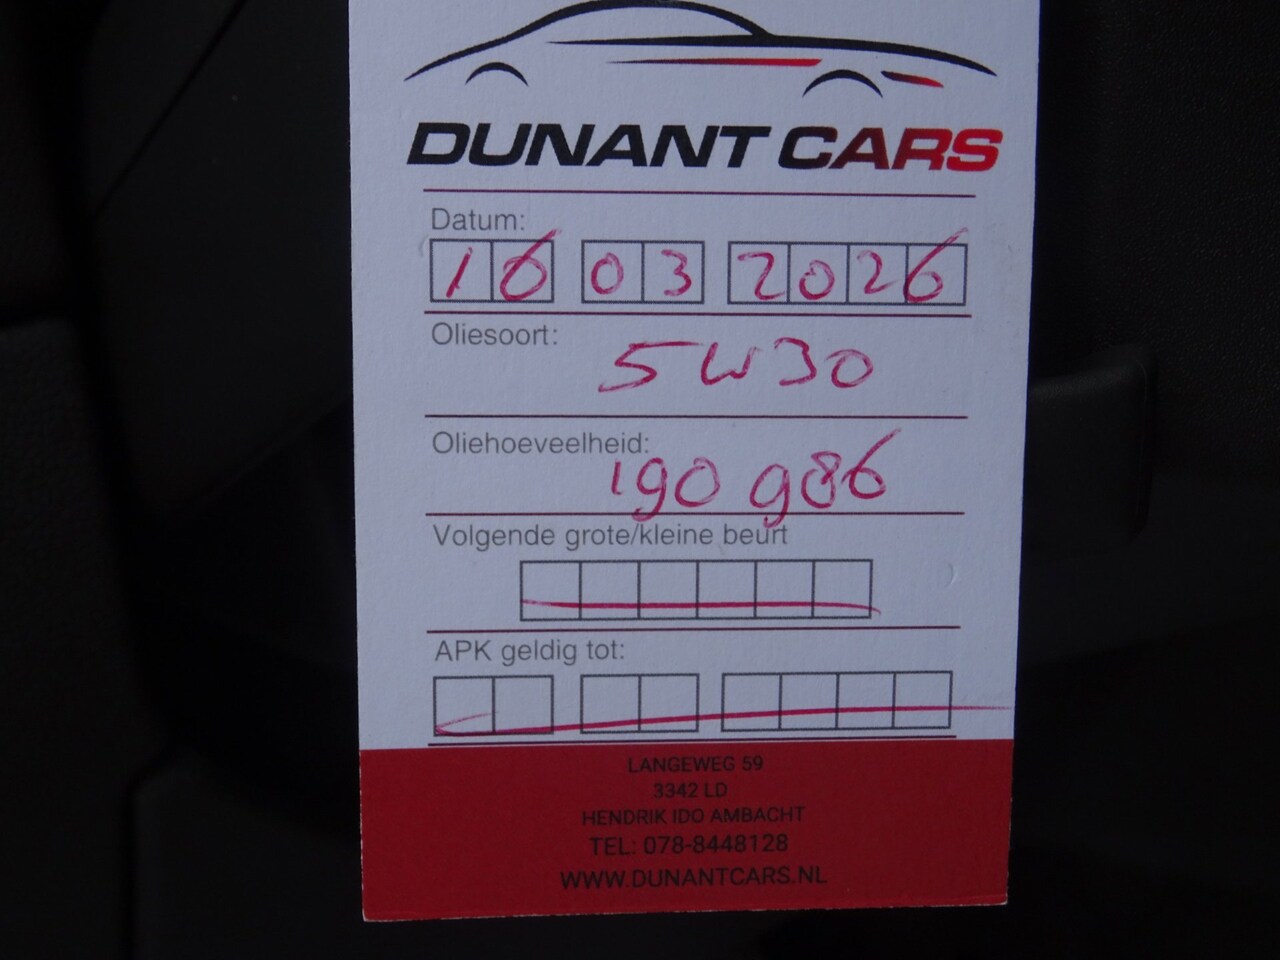 DUNANT CARS
Datum:
16 03 2026
Oliesoort:
5W30
Oliehoeveelheid:
190 986
Volgende grote/kleine beurt
APK geldig tot:
LANGEWEG 59
3342 LD
HENDRIK IDO AMBACHT
TEL: 078-8448128
WWW.DUNANTCARS.NL